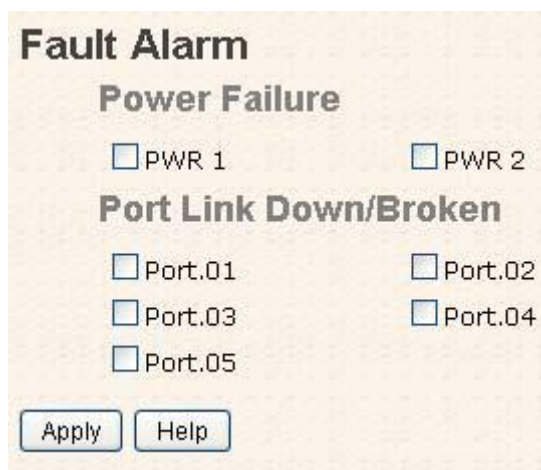 Fault Alarm
Power Failure
PWR 1 PWR 2
Port Link Down/Broken
Port.01 Port.02
Port.03 Port.04
Port.05
Apply Help